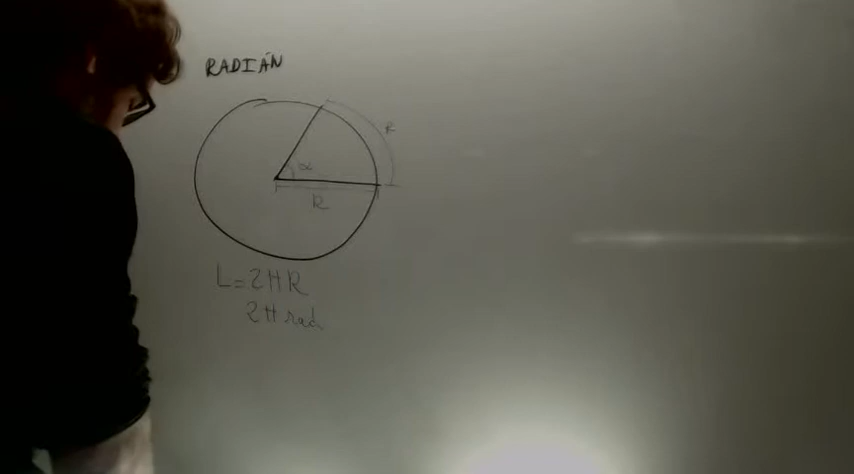 RADIÁN
R
α
R
L=2πR
2π rad